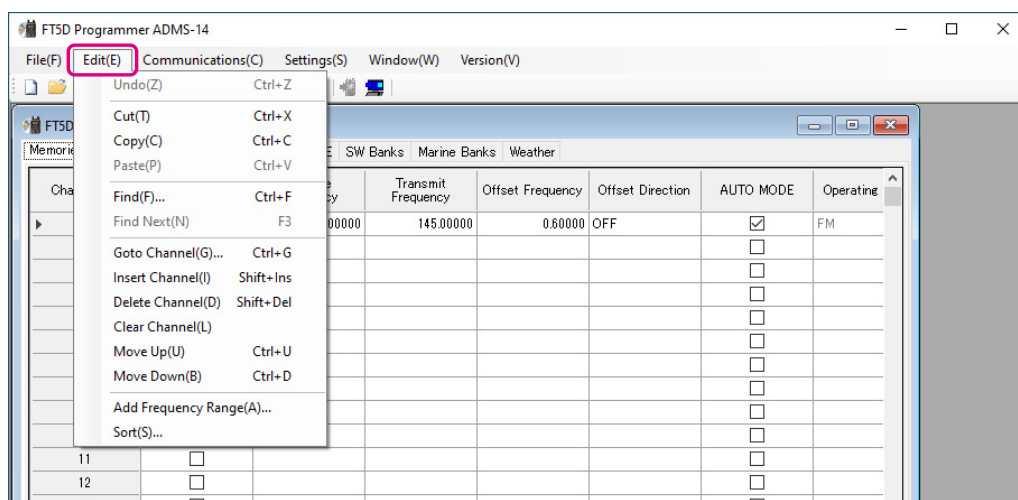 FT5D Programmer ADMS-14
File(F) Edit(E) Communications(C) Settings(S) Window(W) Version(V)
Undo(Z) Ctrl+Z
Cut(T) Ctrl+X
Copy(C) Ctrl+C
Paste(P) Ctrl+V
Find(F)... Ctrl+F
Find Next(N) F3
Goto Channel(G)... Ctrl+G
Insert Channel(I) Shift+Ins
Delete Channel(D) Shift+Del
Clear Channel(L)
Move Up(U) Ctrl+U
Move Down(B) Ctrl+D
Add Frequency Range(A)...
Sort(S)...
FT5D
Memorie SW Banks Marine Banks Weather
Cha Transmit Frequency Offset Frequency Offset Direction AUTO MODE Operating
00000 145.00000 0.60000 OFF FM
11
12